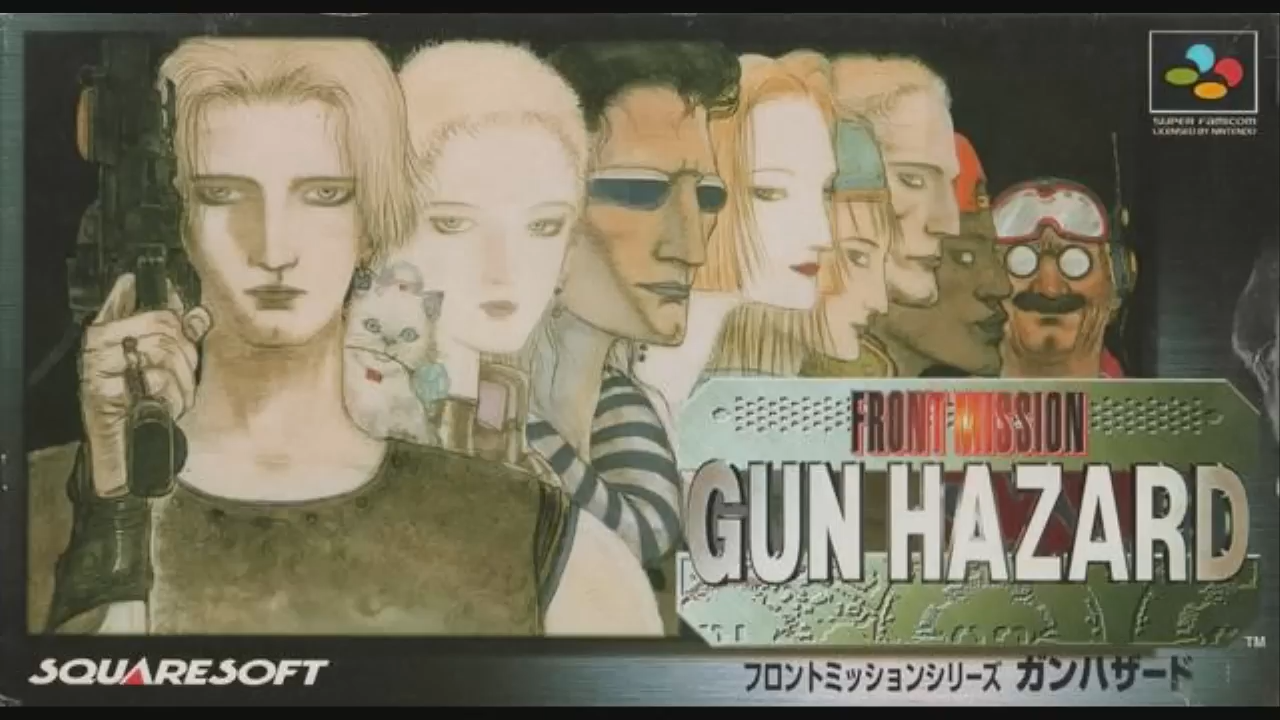 SUPER FAMICOM
LICENSED BY NINTENDO
FRONT MISSION
GUN HAZARD
TM
SQUARESOFT
フロントミッションシリーズ ガンハザード